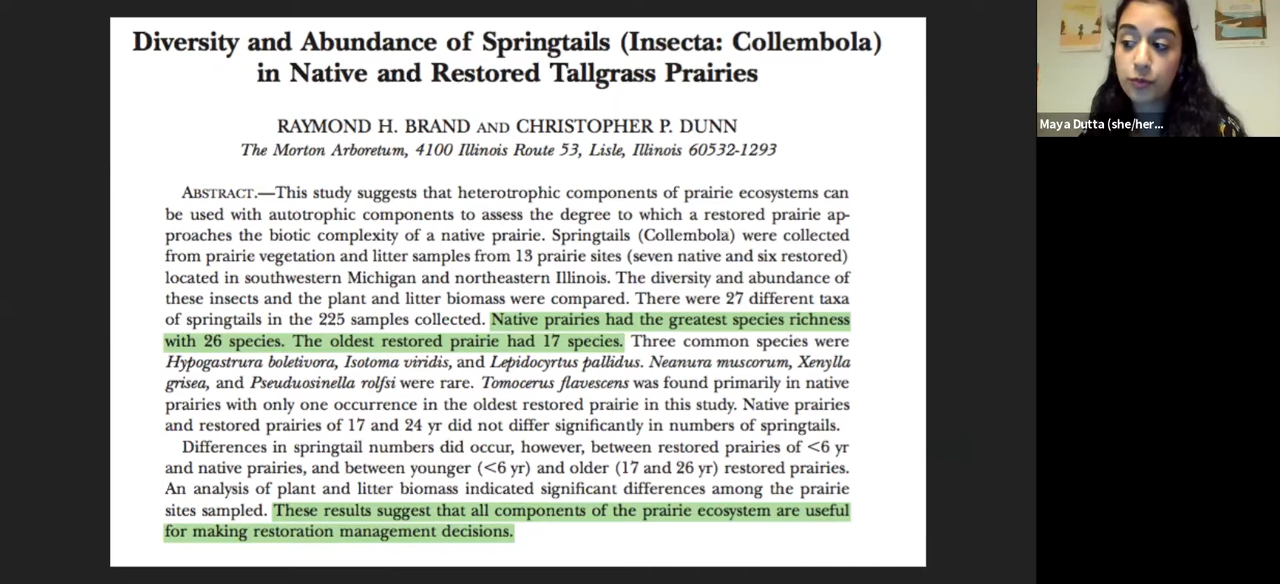 Diversity and Abundance of Springtails (Insecta: Collembola)
in Native and Restored Tallgrass Prairies
RAYMOND H. BRAND AND CHRISTOPHER P. DUNN
The Morton Arboretum, 4100 Illinois Route 53, Lisle, Illinois 60532-1293
ABSTRACT.—This study suggests that heterotrophic components of prairie ecosystems can
be used with autotrophic components to assess the degree to which a restored prairie ap-
proaches the biotic complexity of a native prairie. Springtails (Collembola) were collected
from prairie vegetation and litter samples from 13 prairie sites (seven native and six restored)
located in southwestern Michigan and northeastern Illinois. The diversity and abundance of
these insects and the plant and litter biomass were compared. There were 27 different taxa
of springtails in the 225 samples collected. Native prairies had the greatest species richness
with 26 species. The oldest restored prairie had 17 species. Three common species were
Hypogastrura boletivora, Isotoma viridis, and Lepidocyrtus pallidus. Neanura muscorum, Xenylla
grisea, and Pseuduosinella rolfsi were rare. Tomocerus flavescens was found primarily in native
prairies with only one occurrence in the oldest restored prairie in this study. Native prairies
and restored prairies of 17 and 24 yr did not differ significantly in numbers of springtails.
Differences in springtail numbers did occur, however, between restored prairies of <6 yr
and native prairies, and between younger (<6 yr) and older (17 and 26 yr) restored prairies.
An analysis of plant and litter biomass indicated significant differences among the prairie
sites sampled. These results suggest that all components of the prairie ecosystem are useful
for making restoration management decisions.
Maya Dutta (she/her...